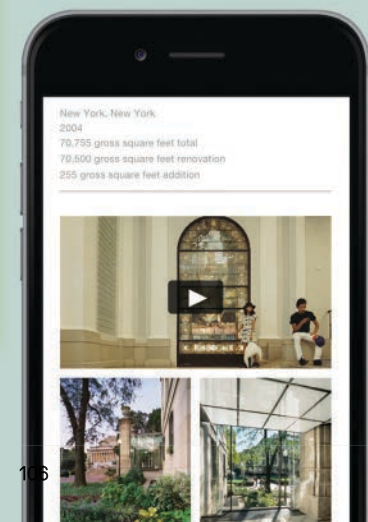 New York, New York
2004
70,755 gross square feet total
70,500 gross square feet renovation
255 gross square feet addition
106